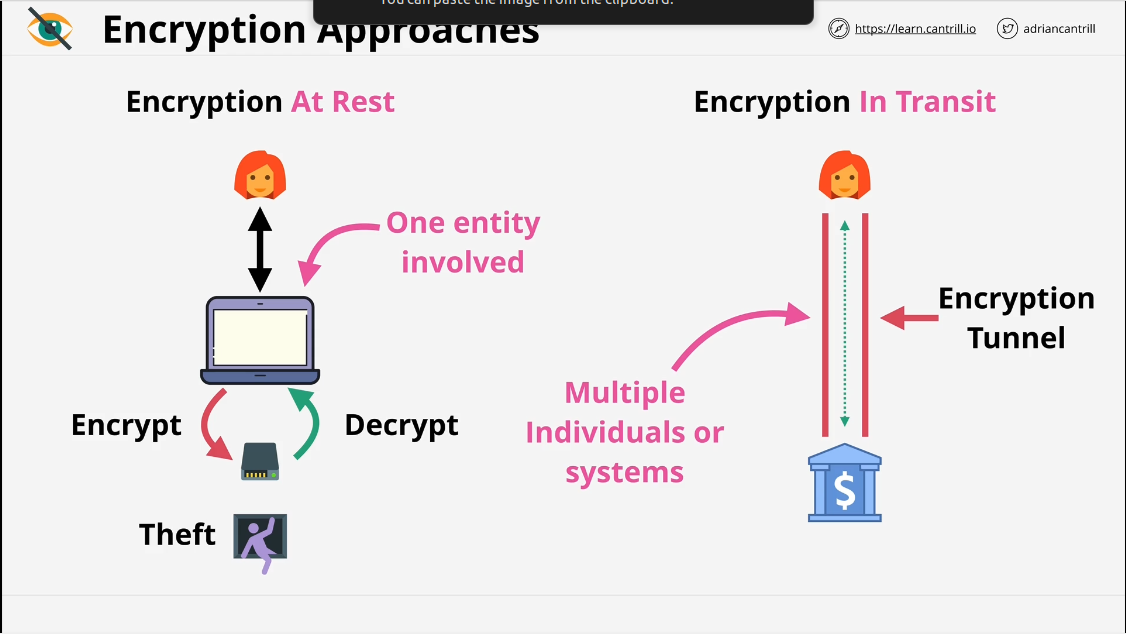 You can paste the image from the clipboard.
Encryption Approaches
https://learn.cantrill.io
adriancantrill
Encryption At Rest
Encryption In Transit
One entity
involved
Encryption
Tunnel
Multiple
Individuals or
systems
Encrypt
Decrypt
Theft
$